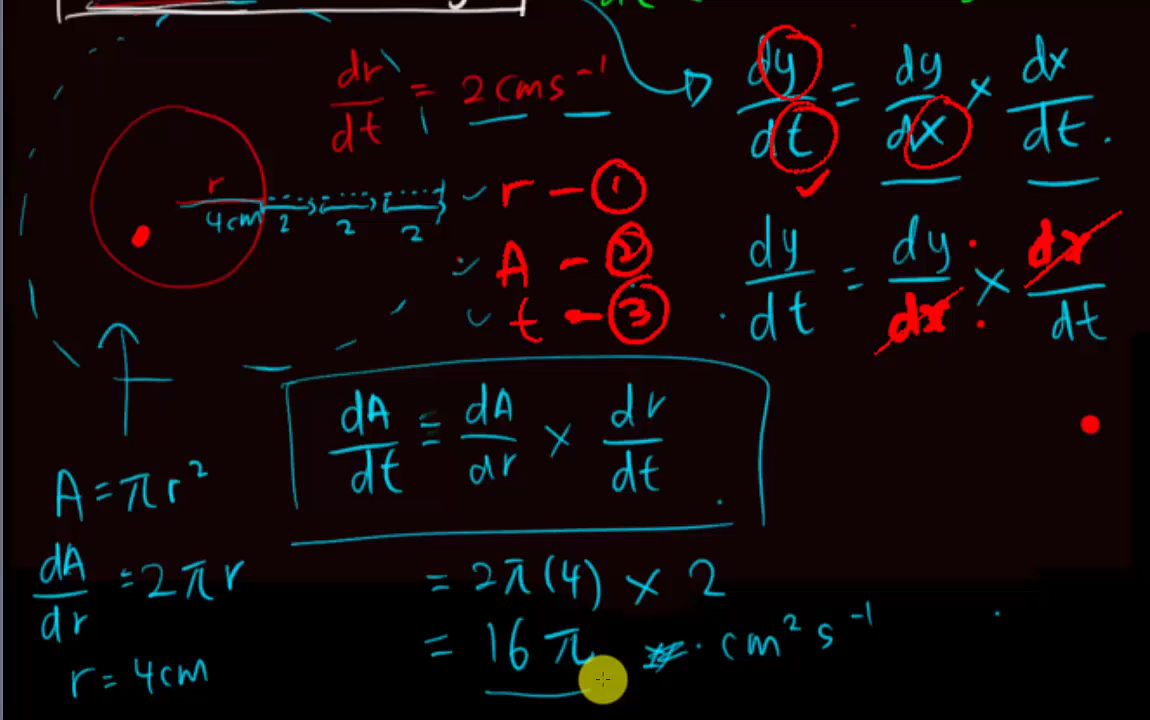 dr/dt = 2 cms⁻¹
dy/dt = dy/dx × dx/dt .
r
4cm
2 2 2
r – ①
A – ②
t – ③
dy/dt = dy/dx × dx/dt
dA/dt = dA/dr × dr/dt .
A = πr²
dA/dr = 2πr
= 2π(4) × 2
r = 4cm
= 16π cm² s⁻¹